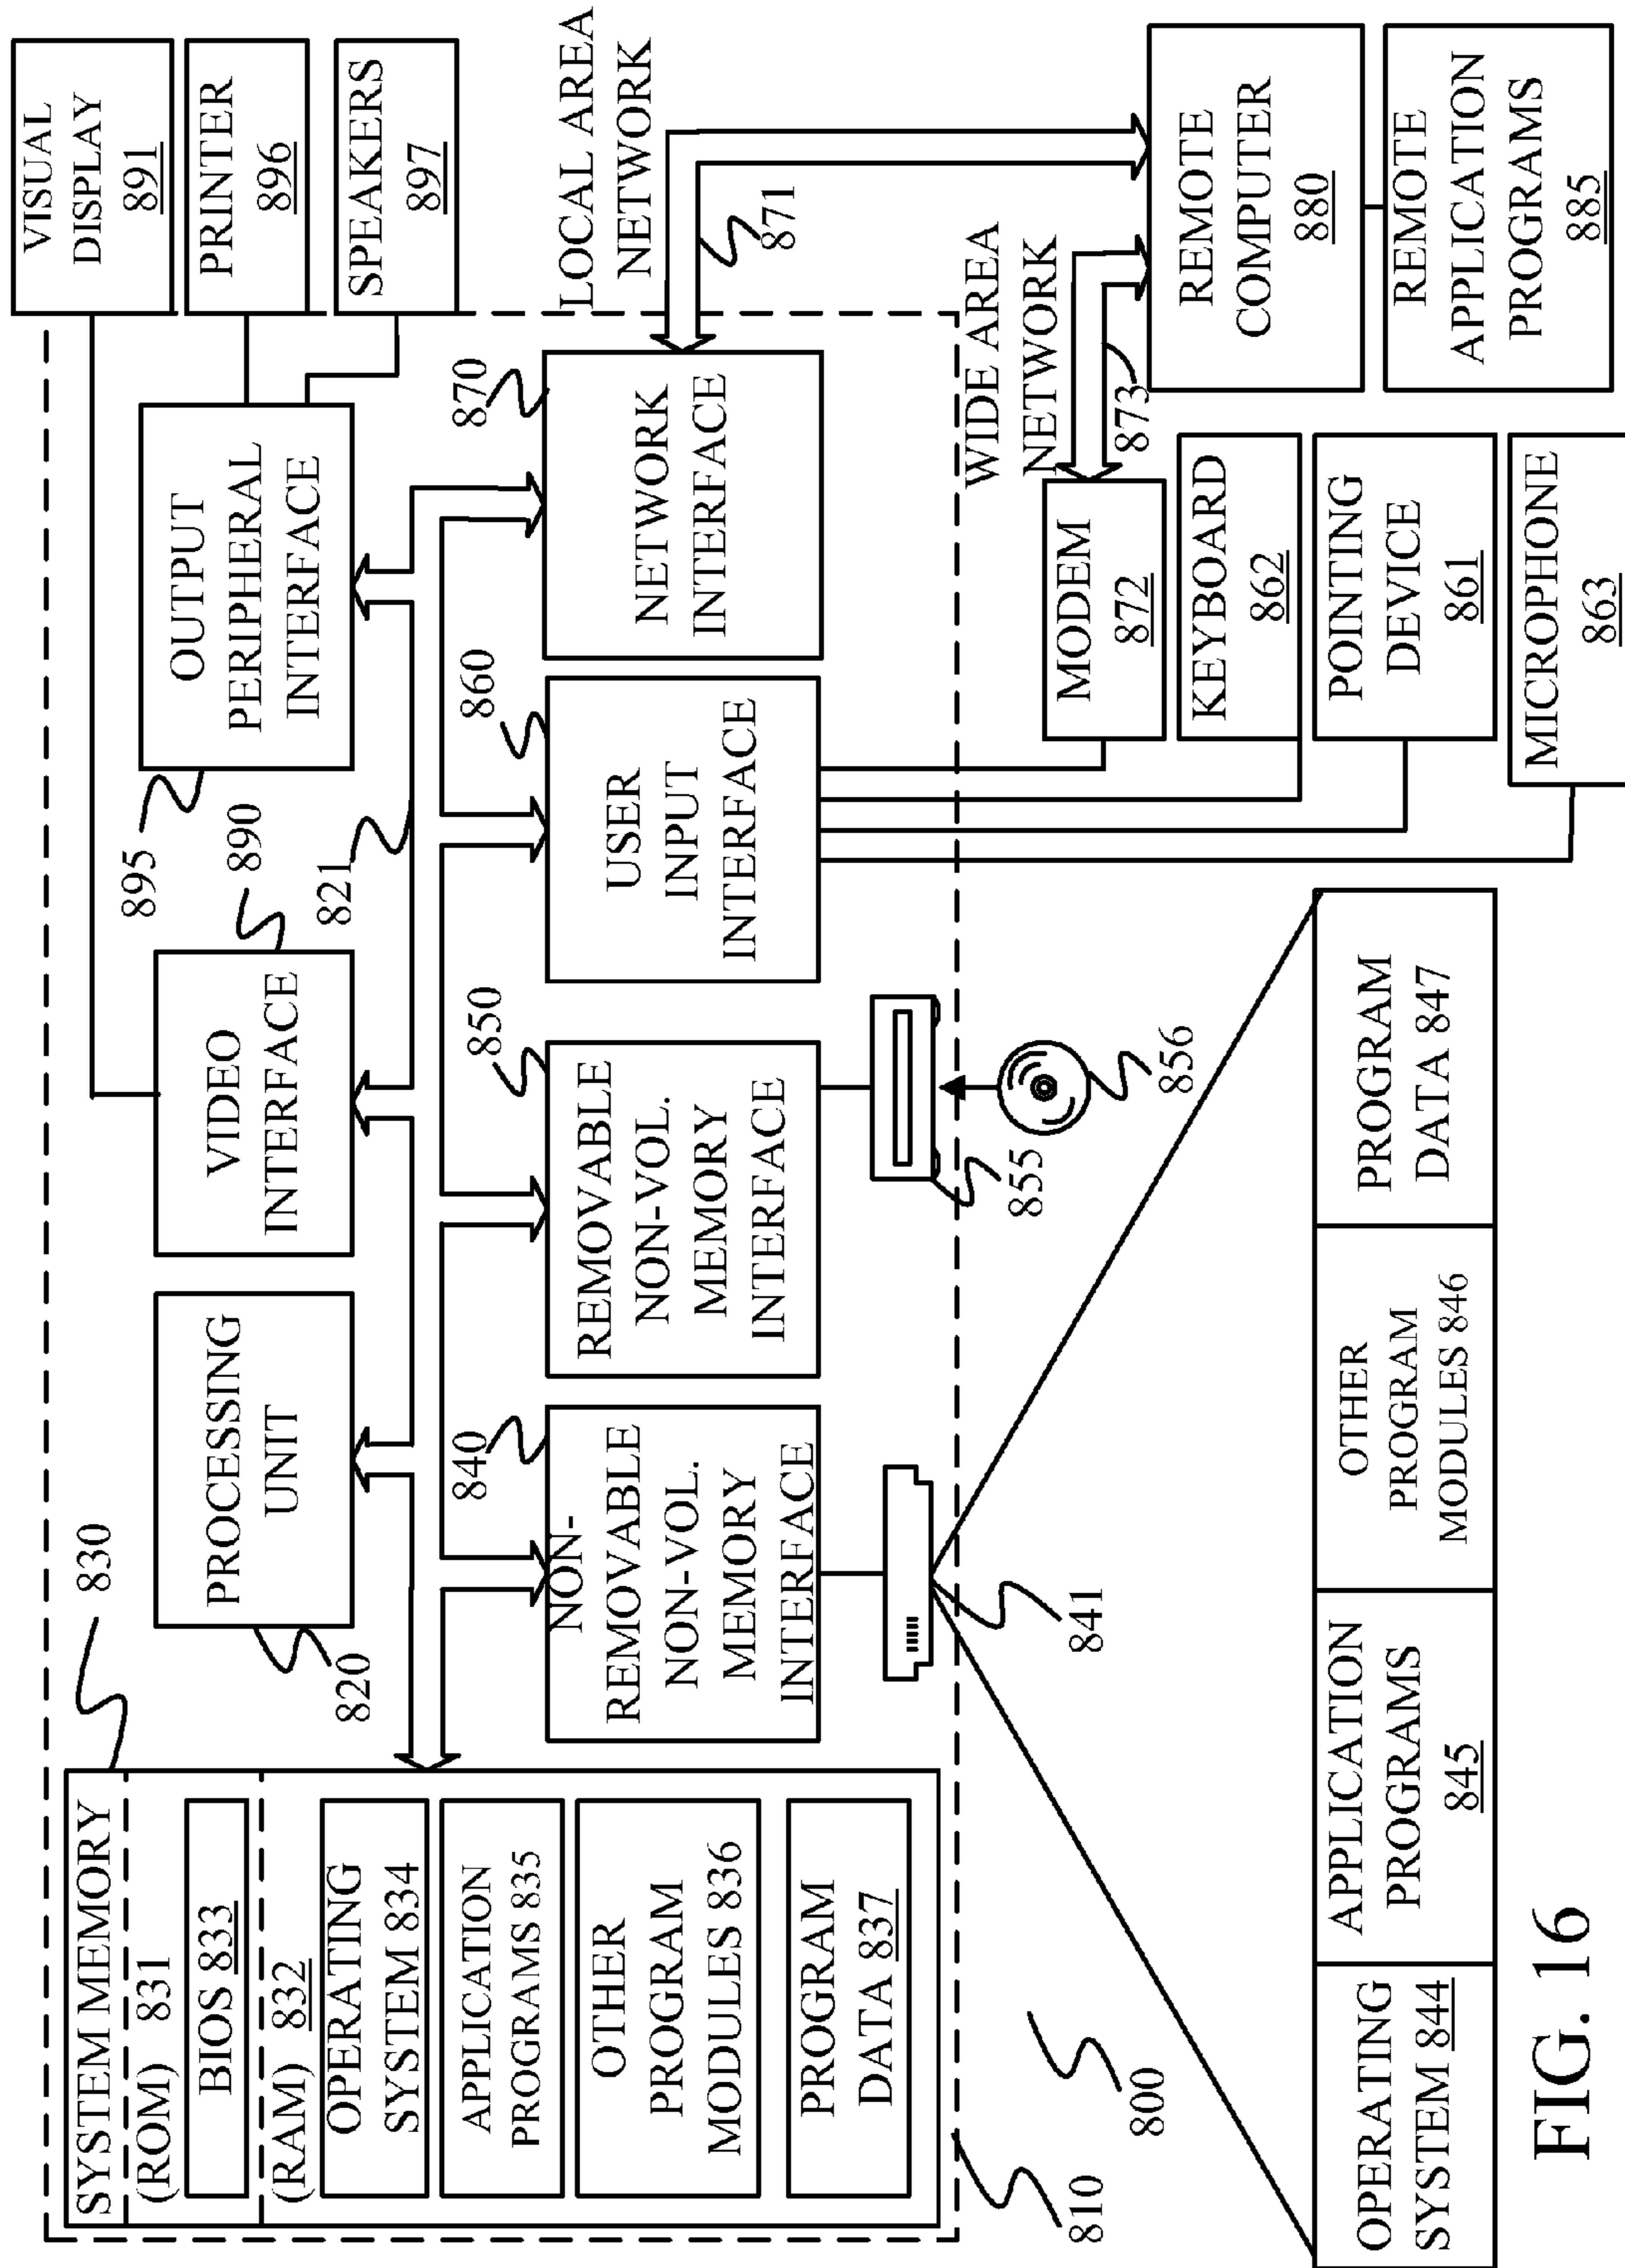 SYSTEM MEMORY
(ROM) 831
BIOS 833
(RAM) 832
OPERATING
SYSTEM 834
APPLICATION
PROGRAMS 835
OTHER
PROGRAM
MODULES 836
PROGRAM
DATA 837
830
820
PROCESSING
UNIT
VIDEO
INTERFACE
890
895
821
OUTPUT
PERIPHERAL
INTERFACE
VISUAL
DISPLAY
891
PRINTER
896
SPEAKERS
897
840
NON-
REMOVABLE
NON-VOL.
MEMORY
INTERFACE
850
REMOVABLE
NON-VOL.
MEMORY
INTERFACE
860
USER
INPUT
INTERFACE
870
NETWORK
INTERFACE
LOCAL AREA
NETWORK
871
WIDE AREA
NETWORK
873
810
800
841
855
856
MODEM
872
KEYBOARD
862
POINTING
DEVICE
861
MICROPHONE
863
REMOTE
COMPUTER
880
REMOTE
APPLICATION
PROGRAMS
885
OPERATING
SYSTEM 844
APPLICATION
PROGRAMS
845
OTHER
PROGRAM
MODULES 846
PROGRAM
DATA 847
FIG. 16